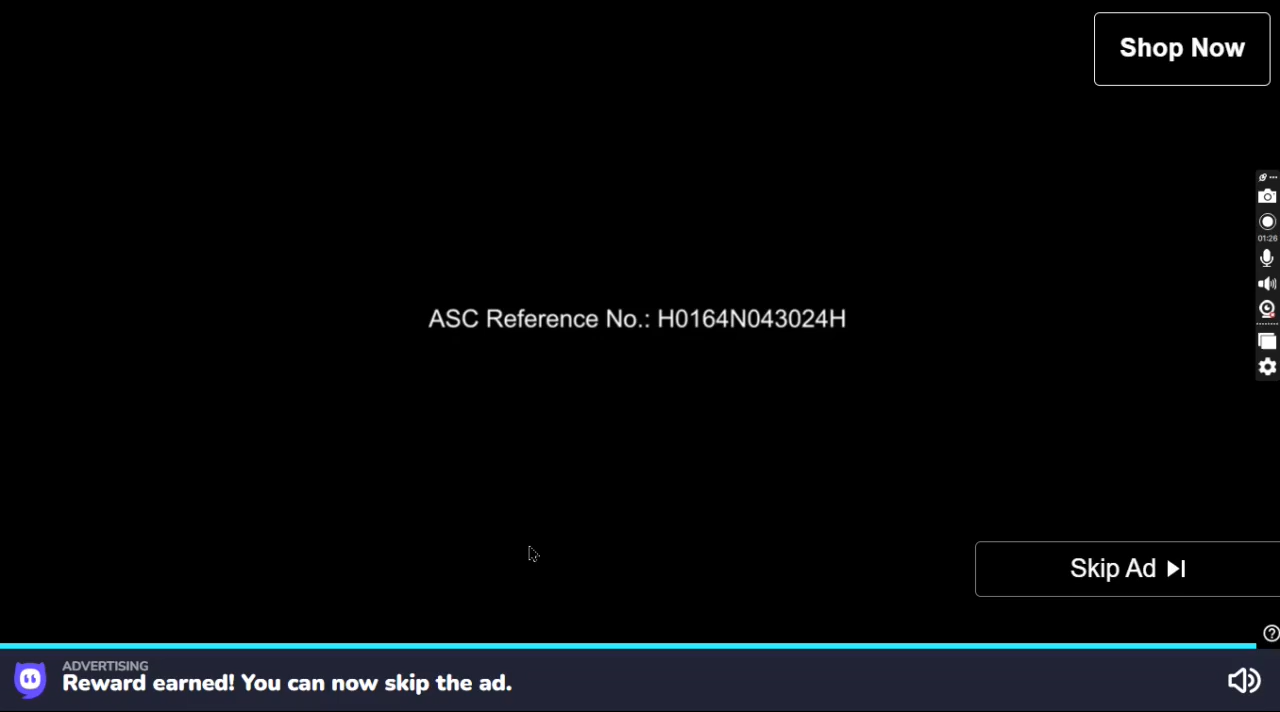 Shop Now
01:26
ASC Reference No.: H0164N043024H
Skip Ad
ADVERTISING
Reward earned! You can now skip the ad.